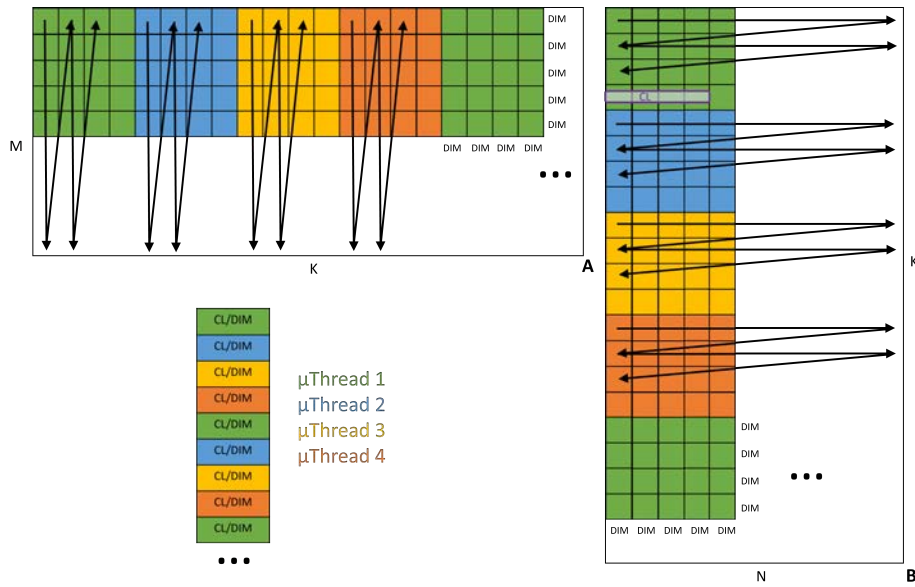 DIM
DIM
DIM
DIM
DIM
M
DIM DIM DIM DIM
...
K
A
CL
K
DIM
DIM
DIM
DIM
...
DIM DIM DIM DIM DIM
N
B
CL/DIM
CL/DIM
CL/DIM
CL/DIM
CL/DIM
CL/DIM
CL/DIM
CL/DIM
CL/DIM
...
µThread 1
µThread 2
µThread 3
µThread 4